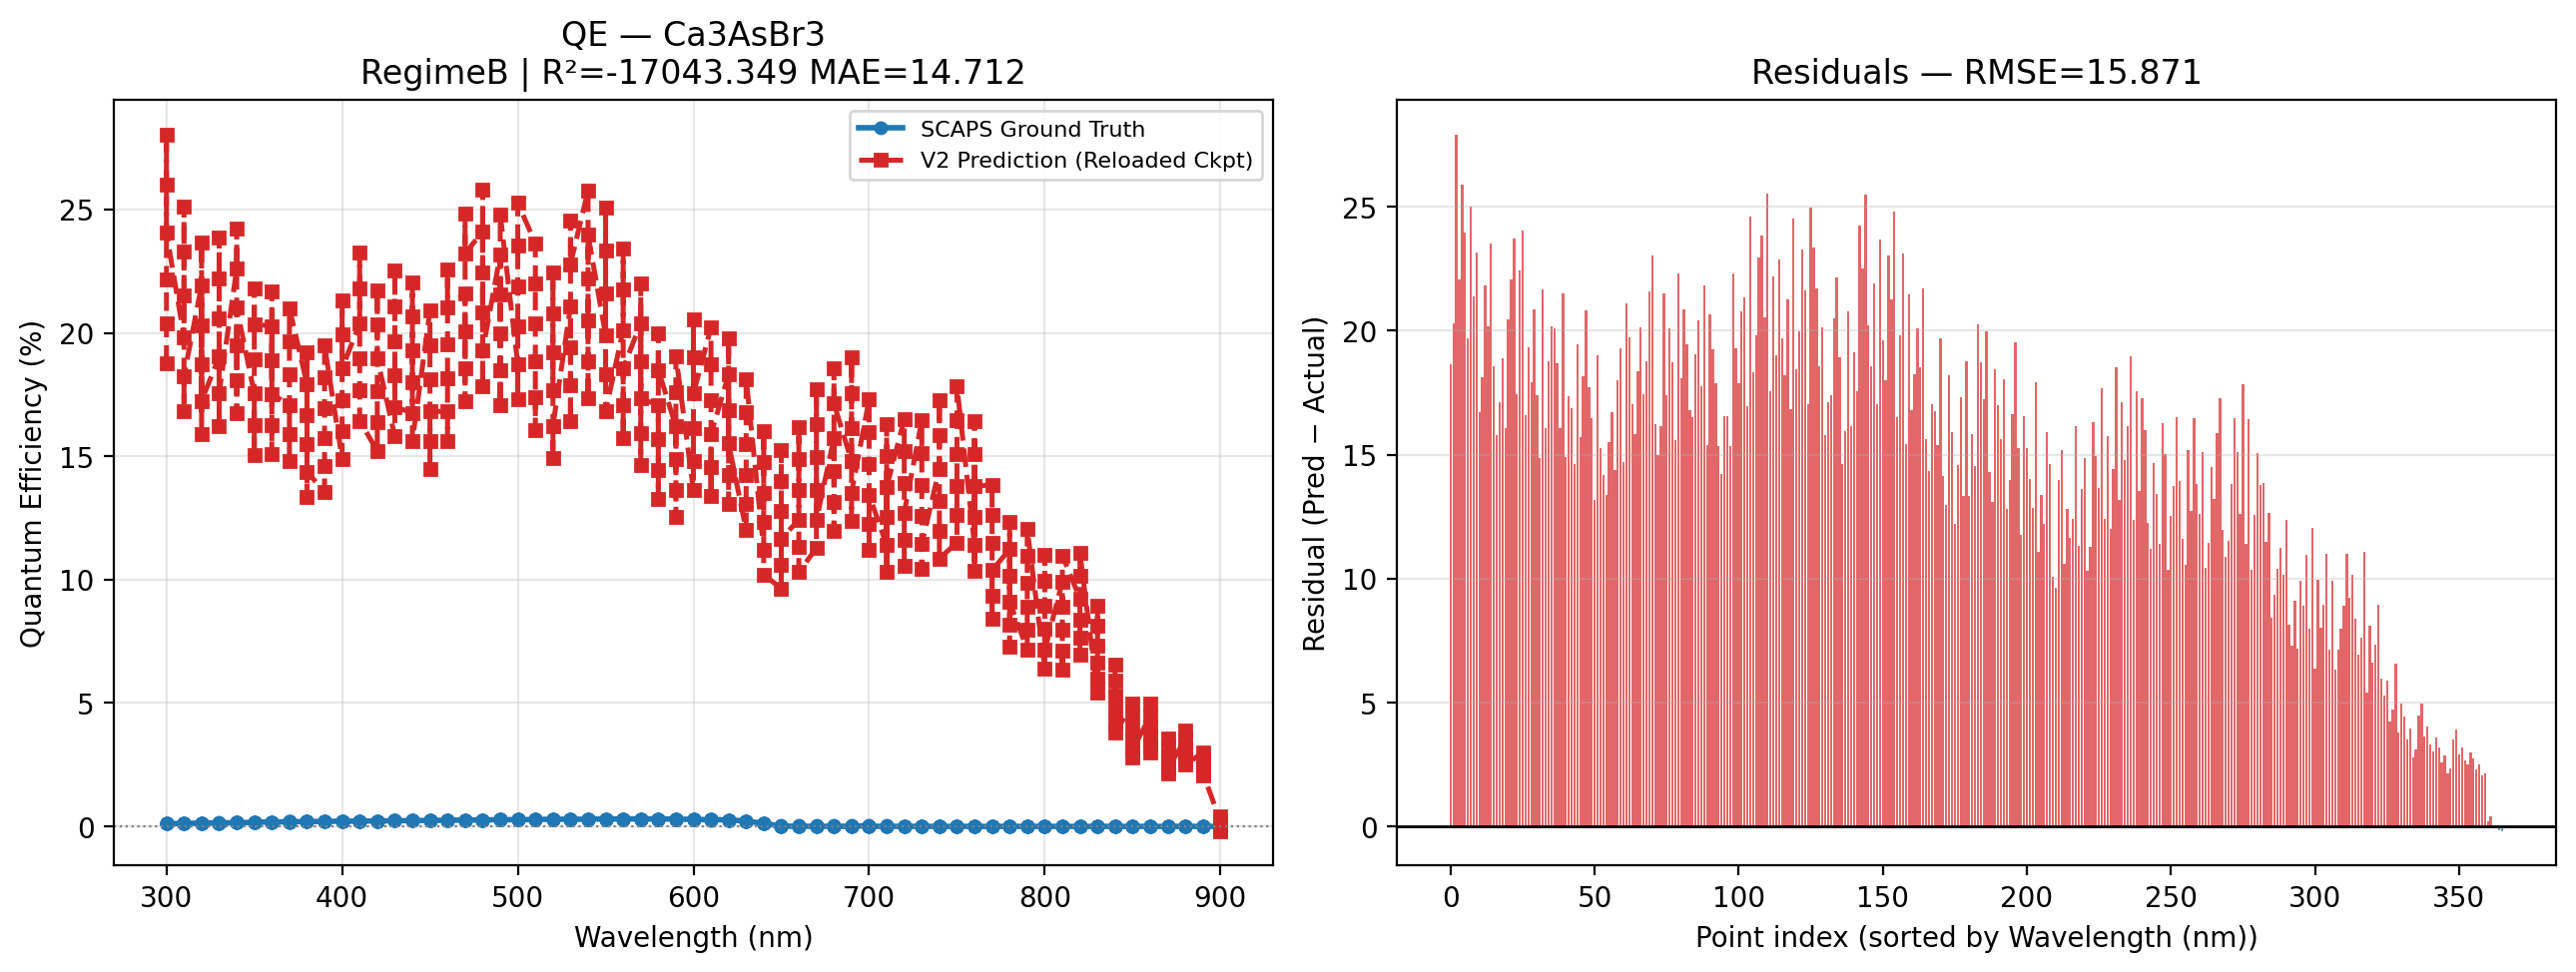 QE — Ca3AsBr3
RegimeB | R²=-17043.349 MAE=14.712
Quantum Efficiency (%)
25
20
15
10
5
0
SCAPS Ground Truth
V2 Prediction (Reloaded Ckpt)
300 400 500 600 700 800 900
Wavelength (nm)
Residuals — RMSE=15.871
Residual (Pred − Actual)
25
20
15
10
5
0
0 50 100 150 200 250 300 350
Point index (sorted by Wavelength (nm))